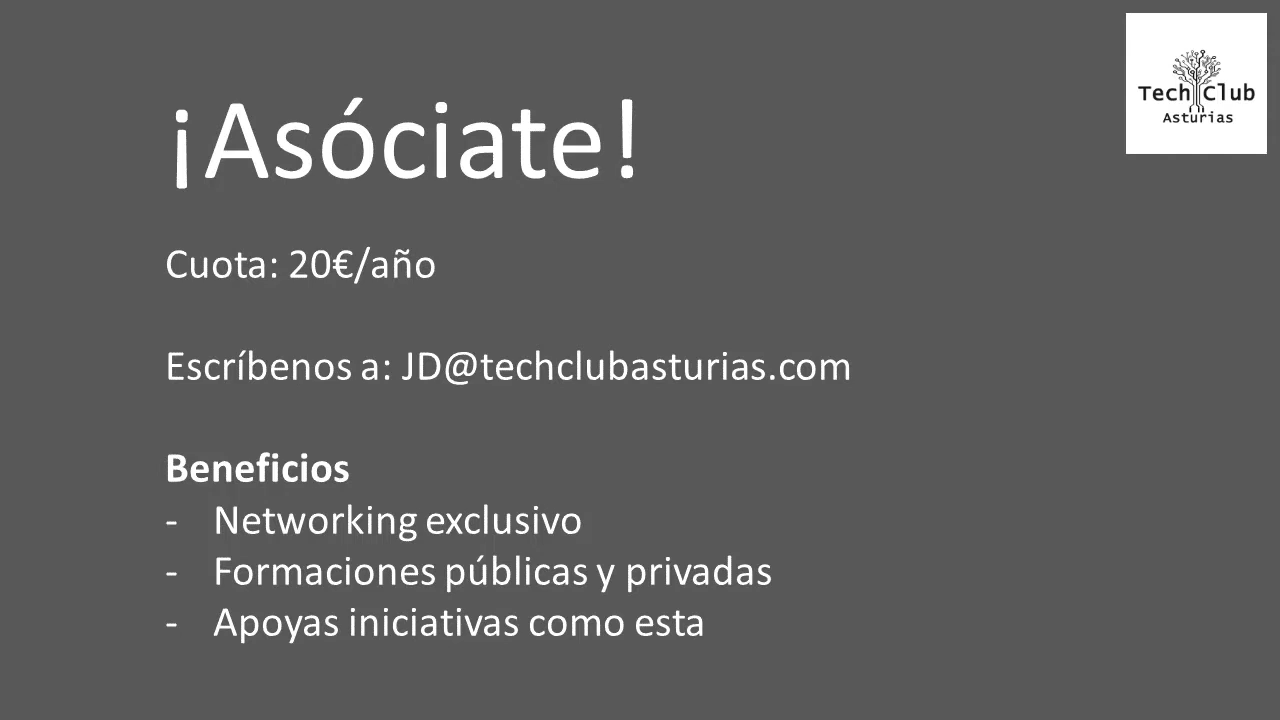 ¡Asóciate!
Tech Club
Asturias
Cuota: 20€/año
Escríbenos a: JD@techclubasturias.com
Beneficios
- Networking exclusivo
- Formaciones públicas y privadas
- Apoyas iniciativas como esta